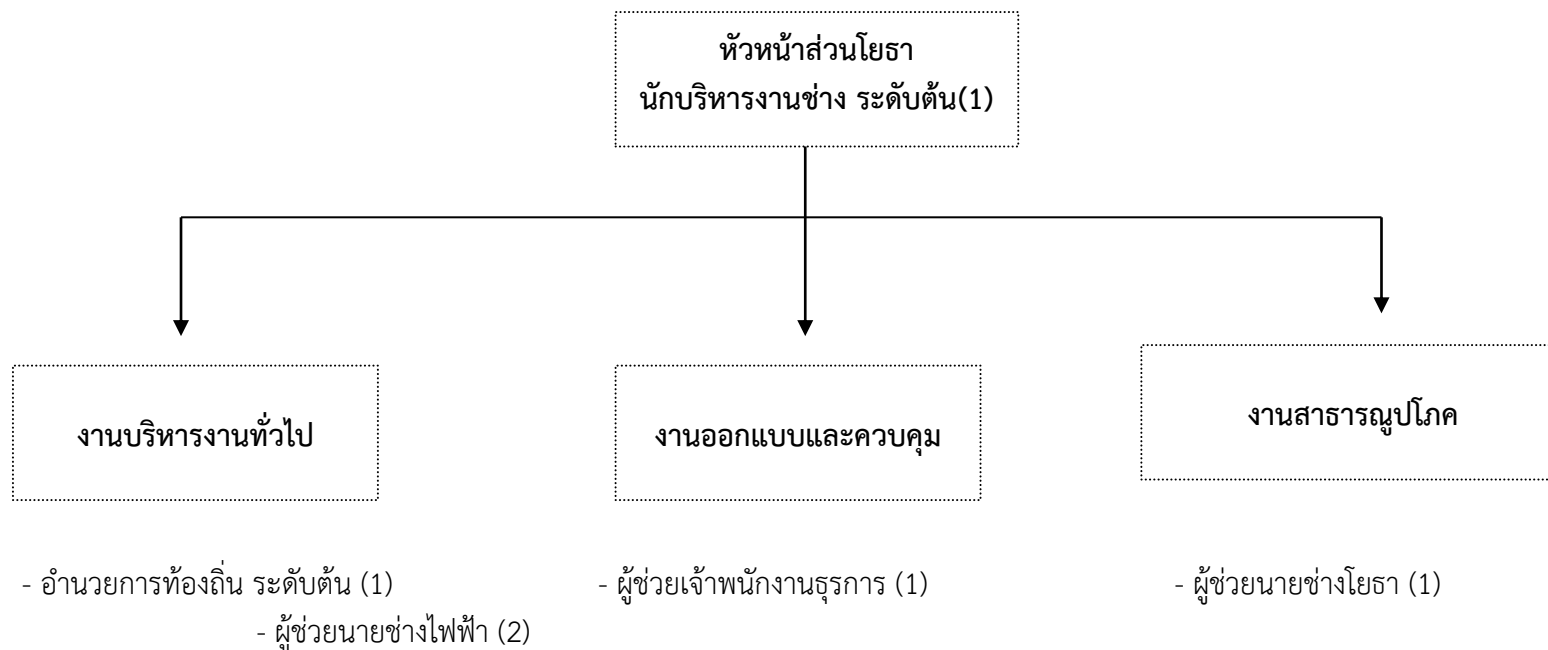 หัวหน้าส่วนโยธา
นักบริหารงานช่าง ระดับต้น(1)
งานบริหารงานทั่วไป
งานออกแบบและควบคุม
งานสาธารณูปโภค
- อำนวยการท้องถิ่น ระดับต้น (1)
- ผู้ช่วยเจ้าพนักงานธุรการ (1)
- ผู้ช่วยนายช่างโยธา (1)
- ผู้ช่วยนายช่างไฟฟ้า (2)